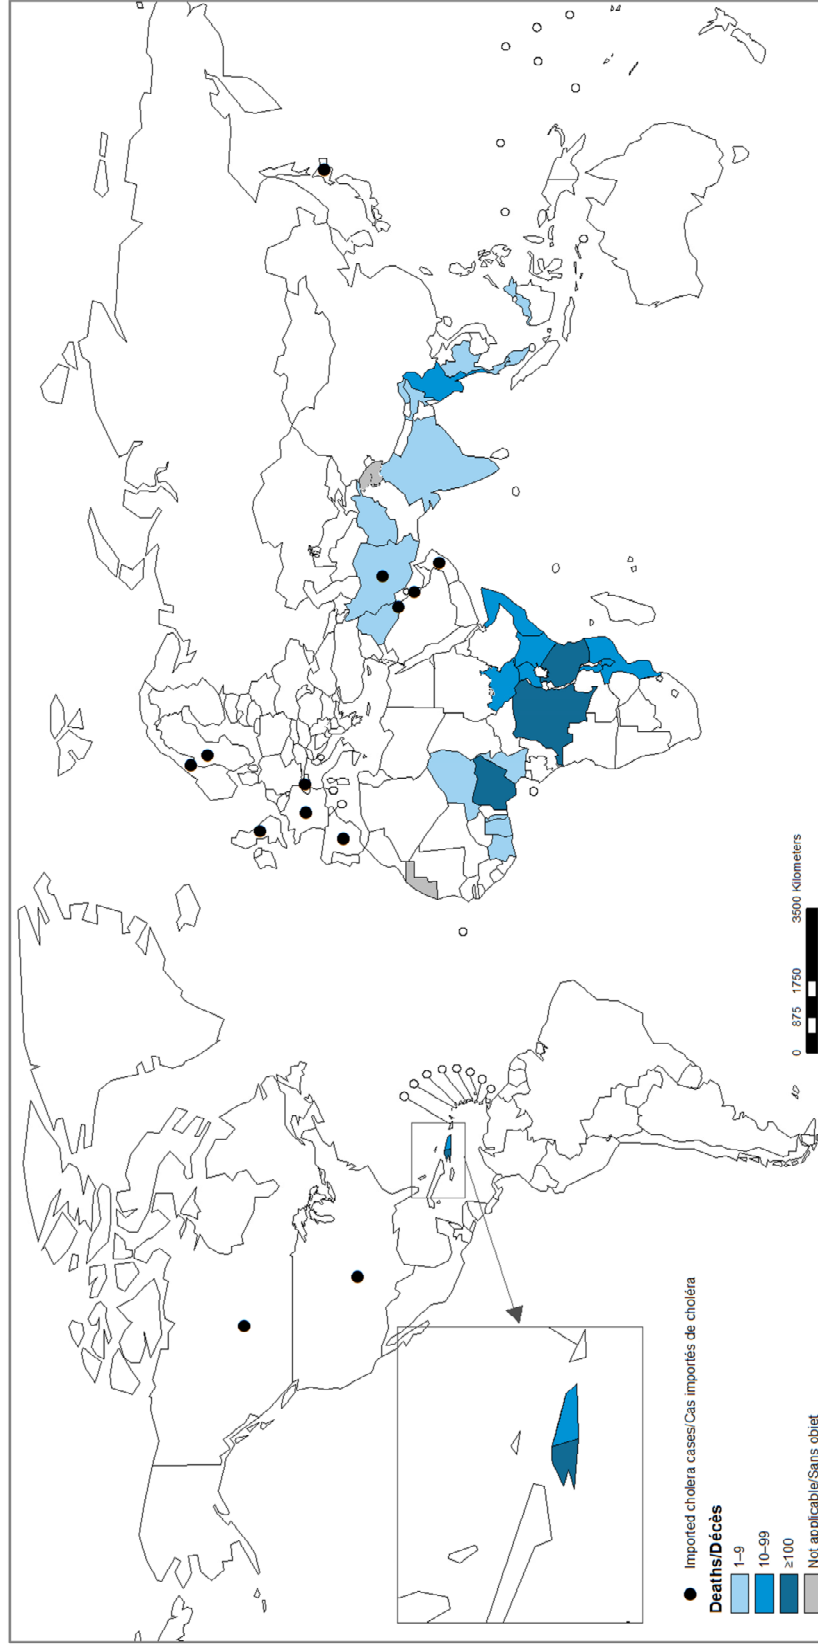 Imported cholera cases/Cas importés de choléra
Deaths/Décès
1–9
10–99
≥100
Not applicable/Sans objet
0 875 1750 3500 Kilometers